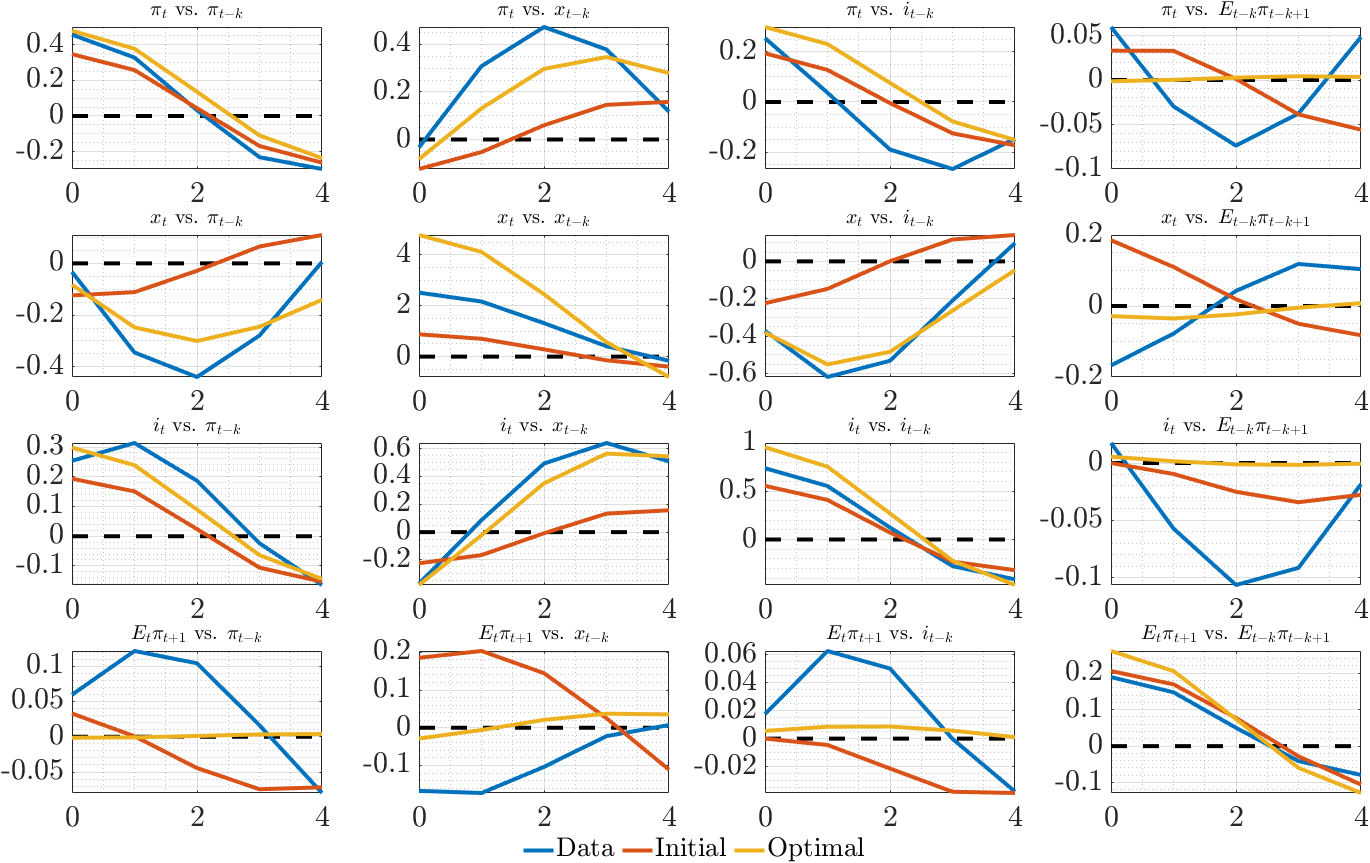 π_t vs. π_{t−k}
0.4
0.2
0
-0.2
0 2 4
π_t vs. x_{t−k}
0.4
0.2
0
0 2 4
π_t vs. i_{t−k}
0.2
0
-0.2
0 2 4
π_t vs. E_{t−k}π_{t−k+1}
0.05
0
-0.05
-0.1
0 2 4
x_t vs. π_{t−k}
0
-0.2
-0.4
0 2 4
x_t vs. x_{t−k}
4
2
0
0 2 4
x_t vs. i_{t−k}
0
-0.2
-0.4
-0.6
0 2 4
x_t vs. E_{t−k}π_{t−k+1}
0.2
0
-0.2
0 2 4
i_t vs. π_{t−k}
0.3
0.2
0.1
0
-0.1
0 2 4
i_t vs. x_{t−k}
0.6
0.4
0.2
0
-0.2
0 2 4
i_t vs. i_{t−k}
1
0.5
0
0 2 4
i_t vs. E_{t−k}π_{t−k+1}
0
-0.05
-0.1
0 2 4
E_tπ_{t+1} vs. π_{t−k}
0.1
0.05
0
-0.05
0 2 4
E_tπ_{t+1} vs. x_{t−k}
0.2
0.1
0
-0.1
0 2 4
E_tπ_{t+1} vs. i_{t−k}
0.06
0.04
0.02
0
-0.02
0 2 4
E_tπ_{t+1} vs. E_{t−k}π_{t−k+1}
0.2
0.1
0
-0.1
0 2 4
Data Initial Optimal